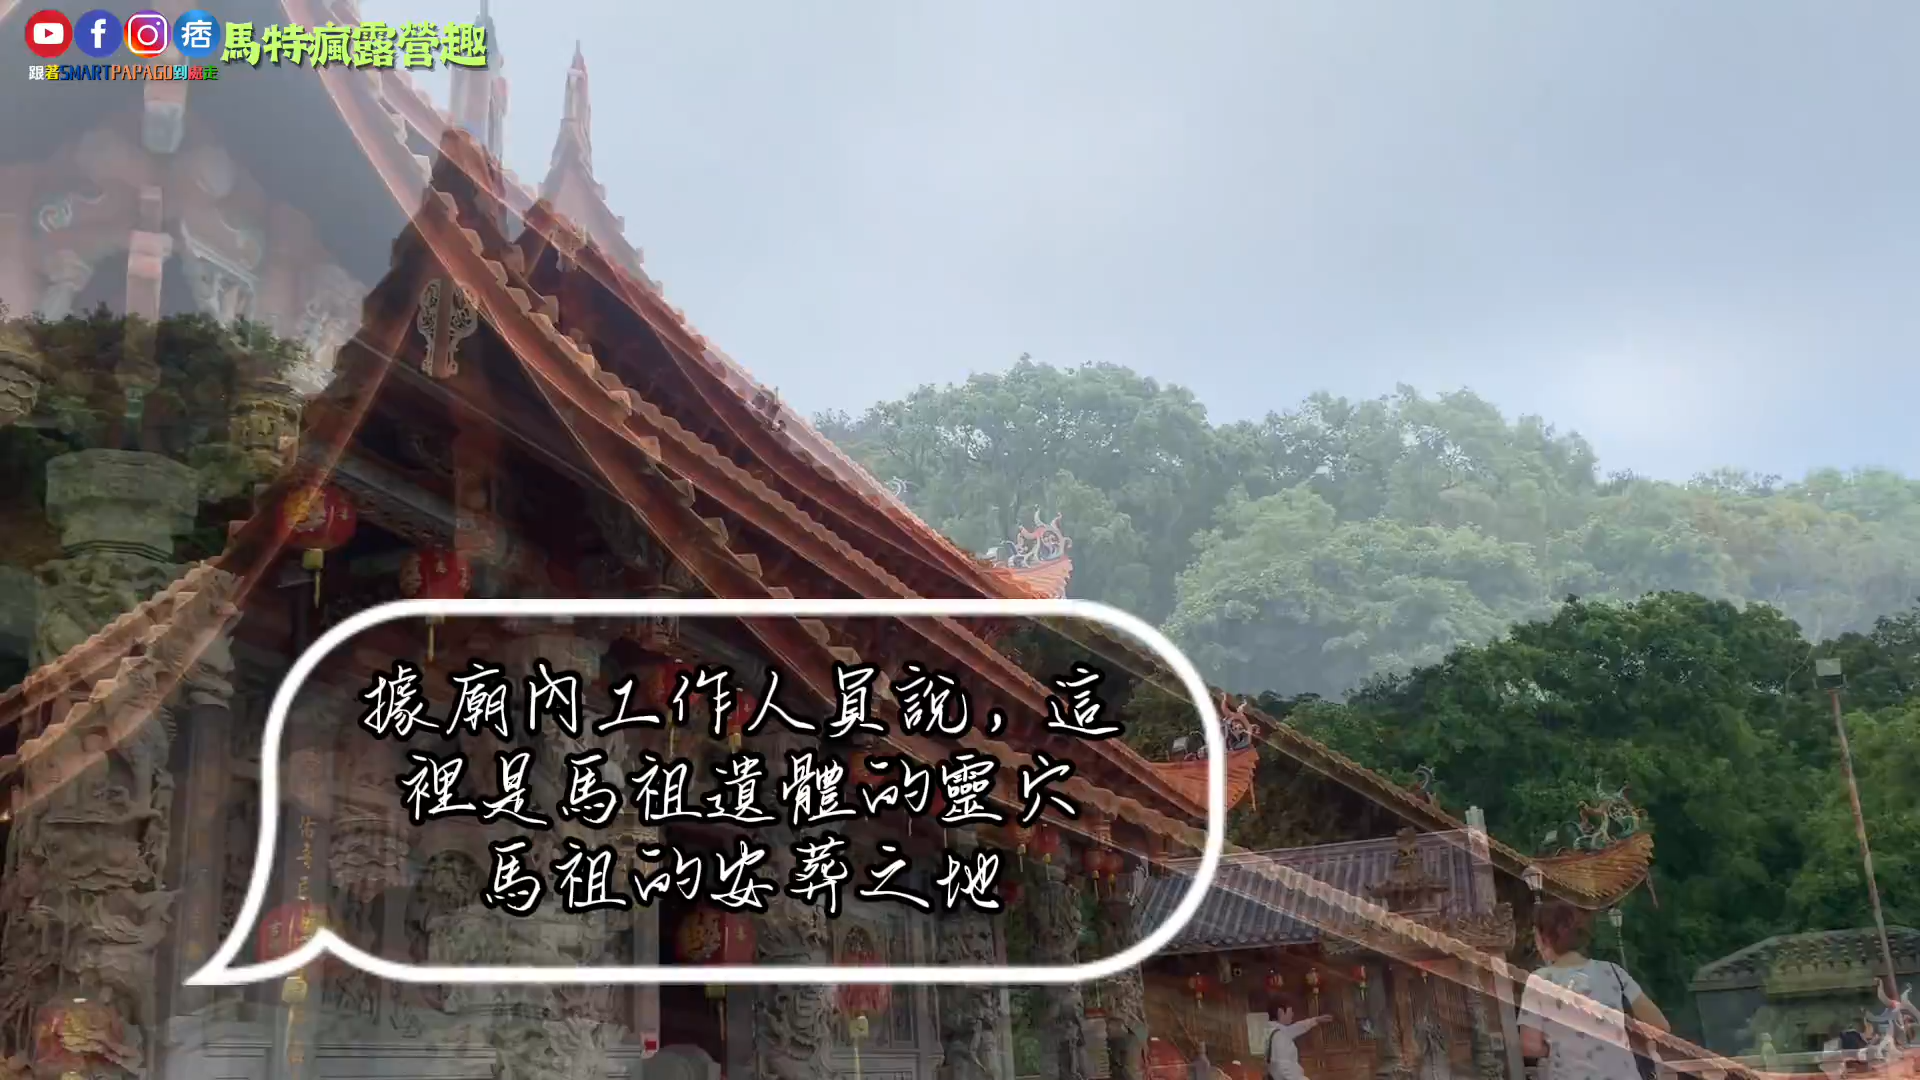 痞
馬特瘋露營趣
跟著SMARTPAPAGO到處走
據廟內工作人員說，這
裡是馬祖遺體的靈穴
馬祖的安葬之地